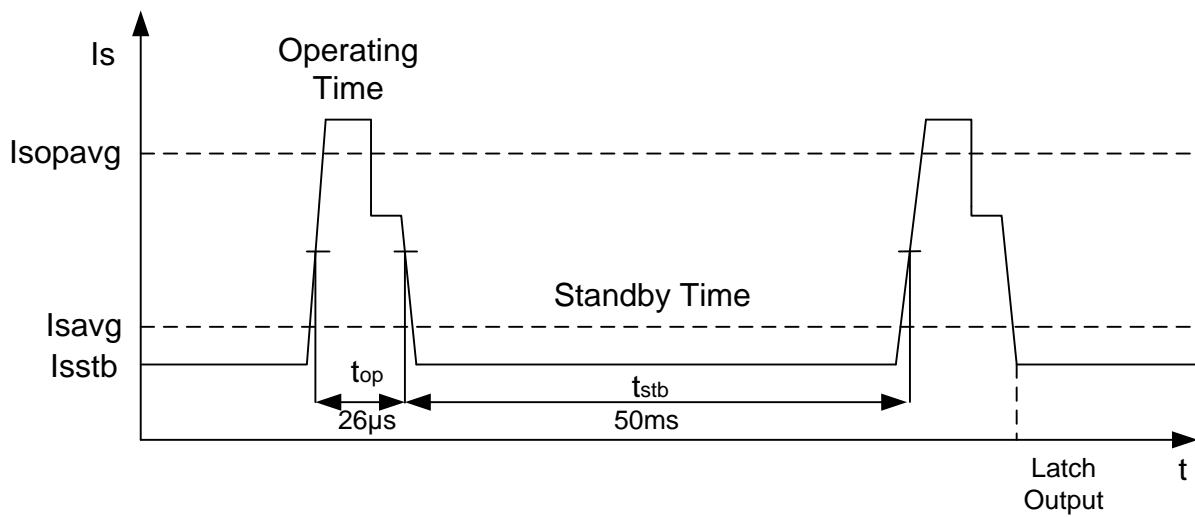 Is
Operating
Time
Isopavg
Standby Time
Isavg
Isstb
top
tstb
26µs
50ms
Latch
Output
t